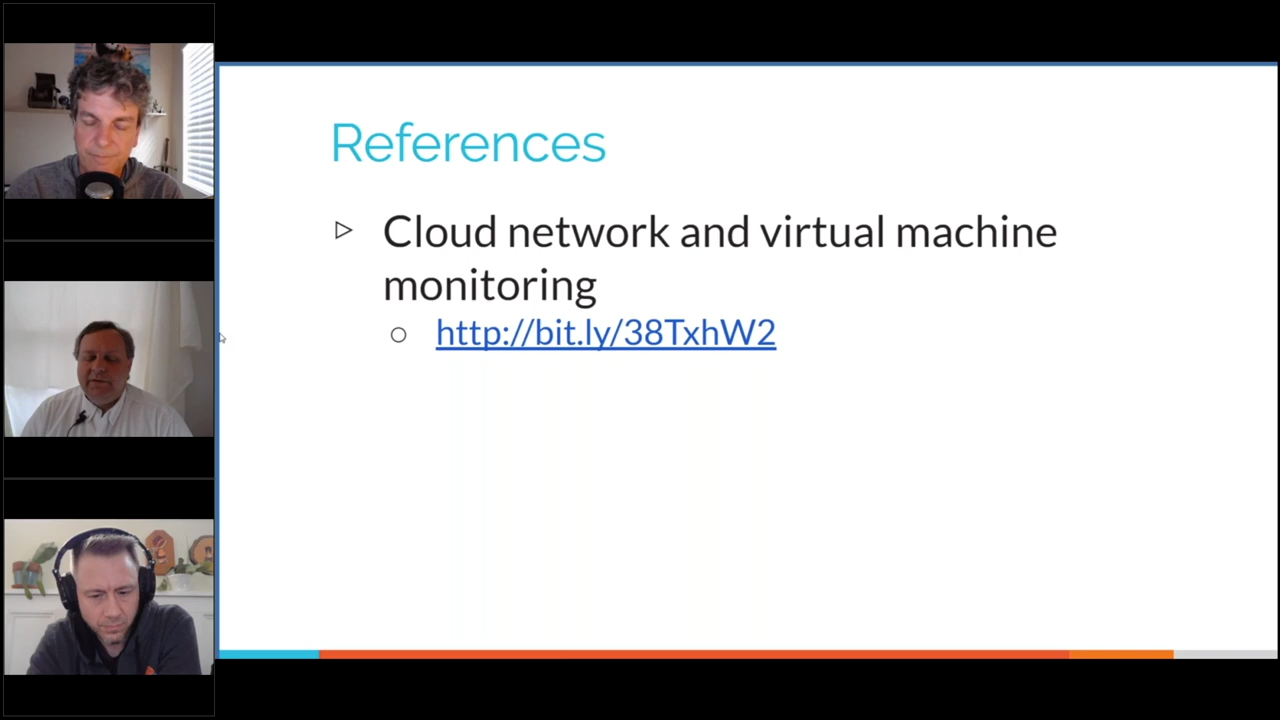 References
Cloud network and virtual machine
monitoring
http://bit.ly/38TxhW2